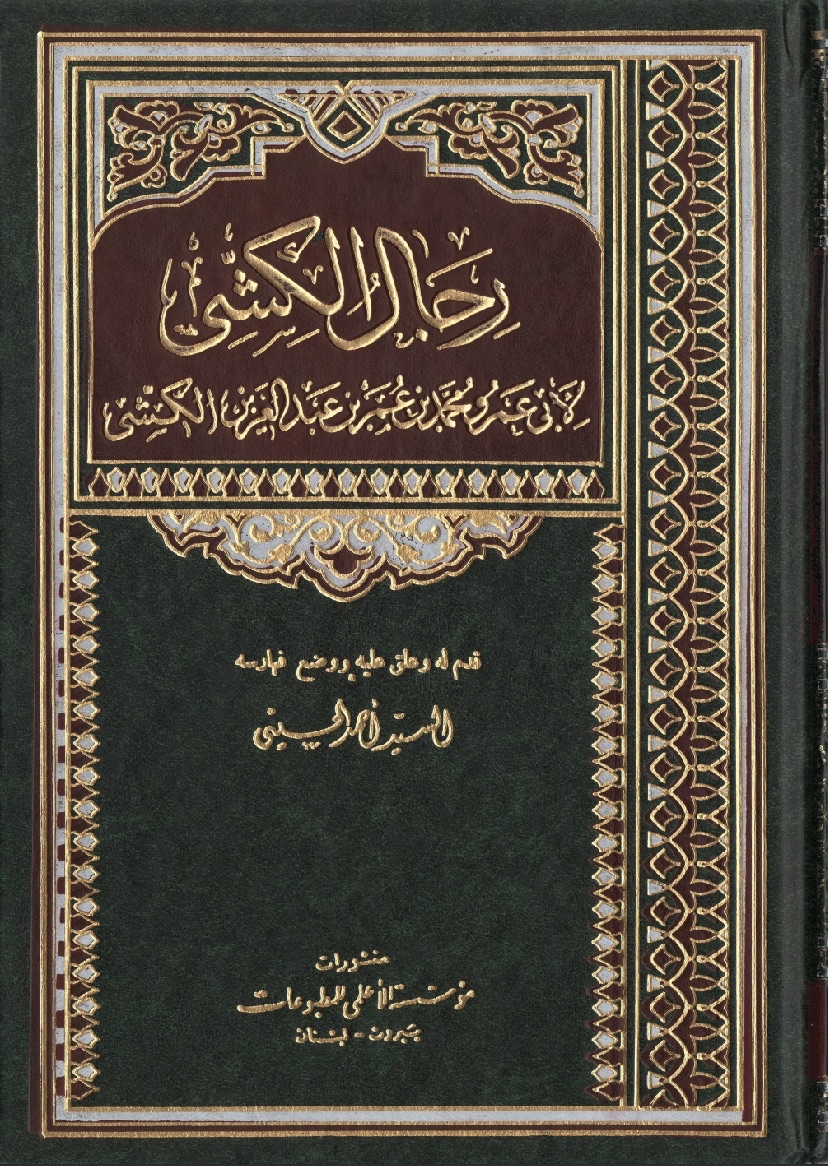 رجال الكشي
لأبي عمرو محمد بن عمر بن عبد العزيز الكشي
قدم له وعلق عليه ووضع فهارسه
السيد أحمد الحسيني
منشورات
مؤسسة الأعلمي للمطبوعات
بيروت - لبنان